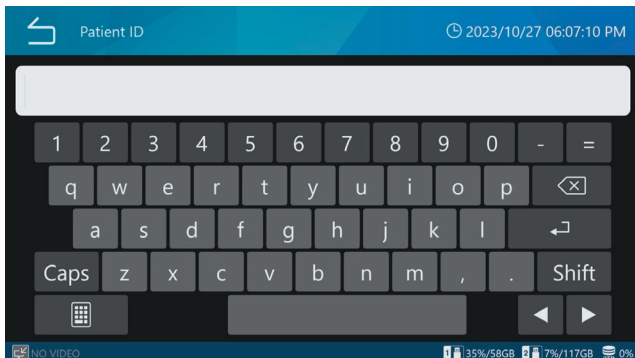 Patient ID 2023/10/27 06:07:10 PM
1 2 3 4 5 6 7 8 9 0 - =
q w e r t y u i o p
a s d f g h j k l
Caps z x c v b n m , . Shift
NO VIDEO 1 35%/58GB 2 7%/117GB 0%